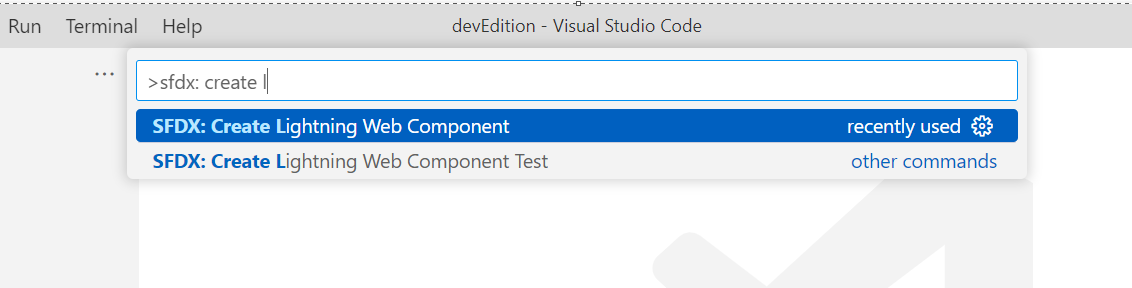 Run Terminal Help devEdition - Visual Studio Code
...
>sfdx: create l
SFDX: Create Lightning Web Component recently used
SFDX: Create Lightning Web Component Test other commands